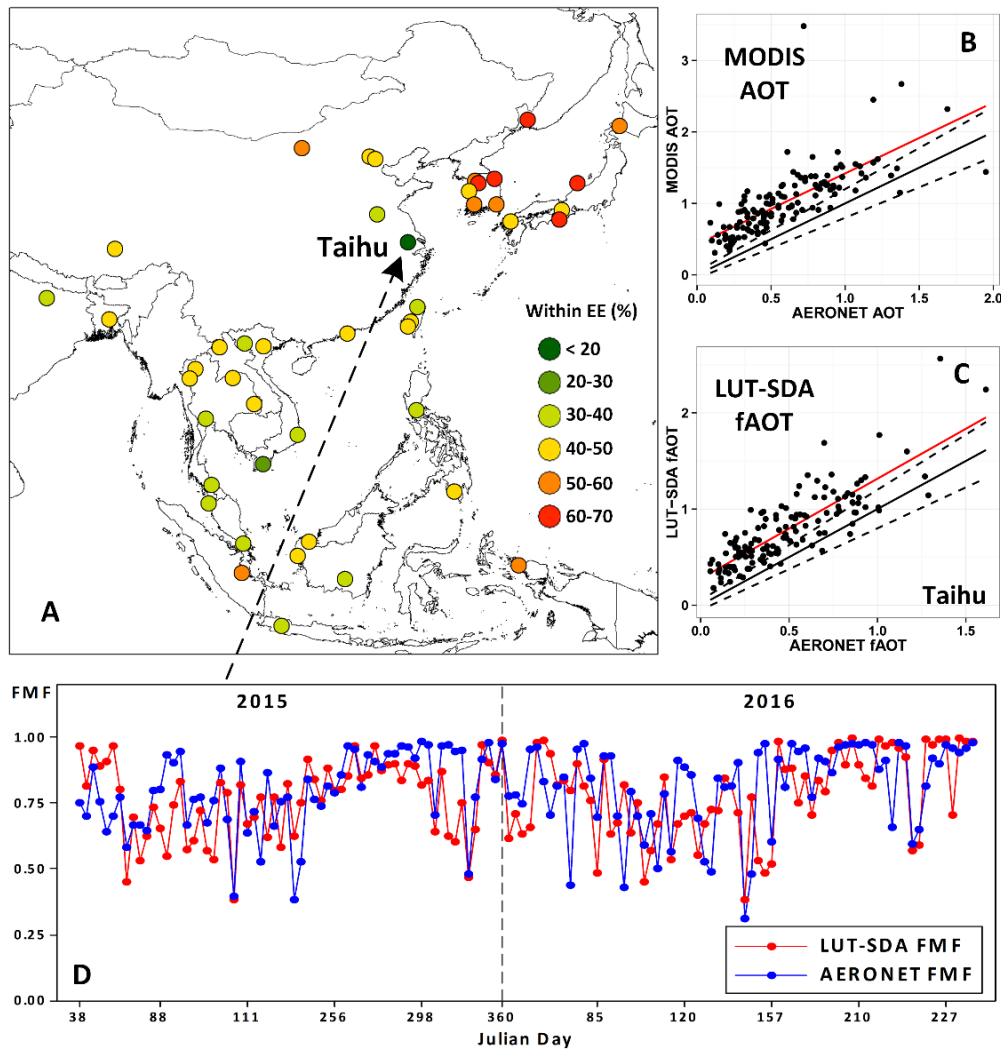 Taihu
Within EE (%)
< 20
20-30
30-40
40-50
50-60
60-70
A
B
MODIS
AOT
MODIS AOT
3
2
1
0
0.0 0.5 1.0 1.5 2.0
AERONET AOT
C
LUT-SDA
fAOT
LUT-SDA fAOT
2
1
0
0.0 0.5 1.0 1.5
AERONET fAOT
Taihu
FMF
2015 2016
1.00
0.75
0.50
0.25
0.00
D
LUT-SDA FMF
AERONET FMF
38 88 111 256 298 360 85 120 157 210 227
Julian Day